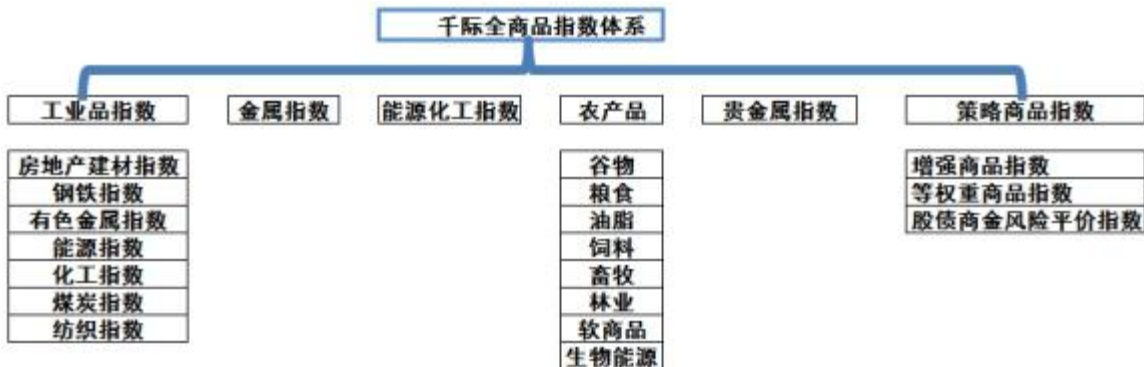 千际全商品指数体系
工业品指数 金属指数 能源化工指数 农产品 贵金属指数 策略商品指数
房地产建材指数 谷物 增强商品指数
钢铁指数 粮食 等权重商品指数
有色金属指数 油脂 股债商金风险平价指数
能源指数 饲料
化工指数 畜牧
煤炭指数 林业
纺织指数 软商品
生物能源